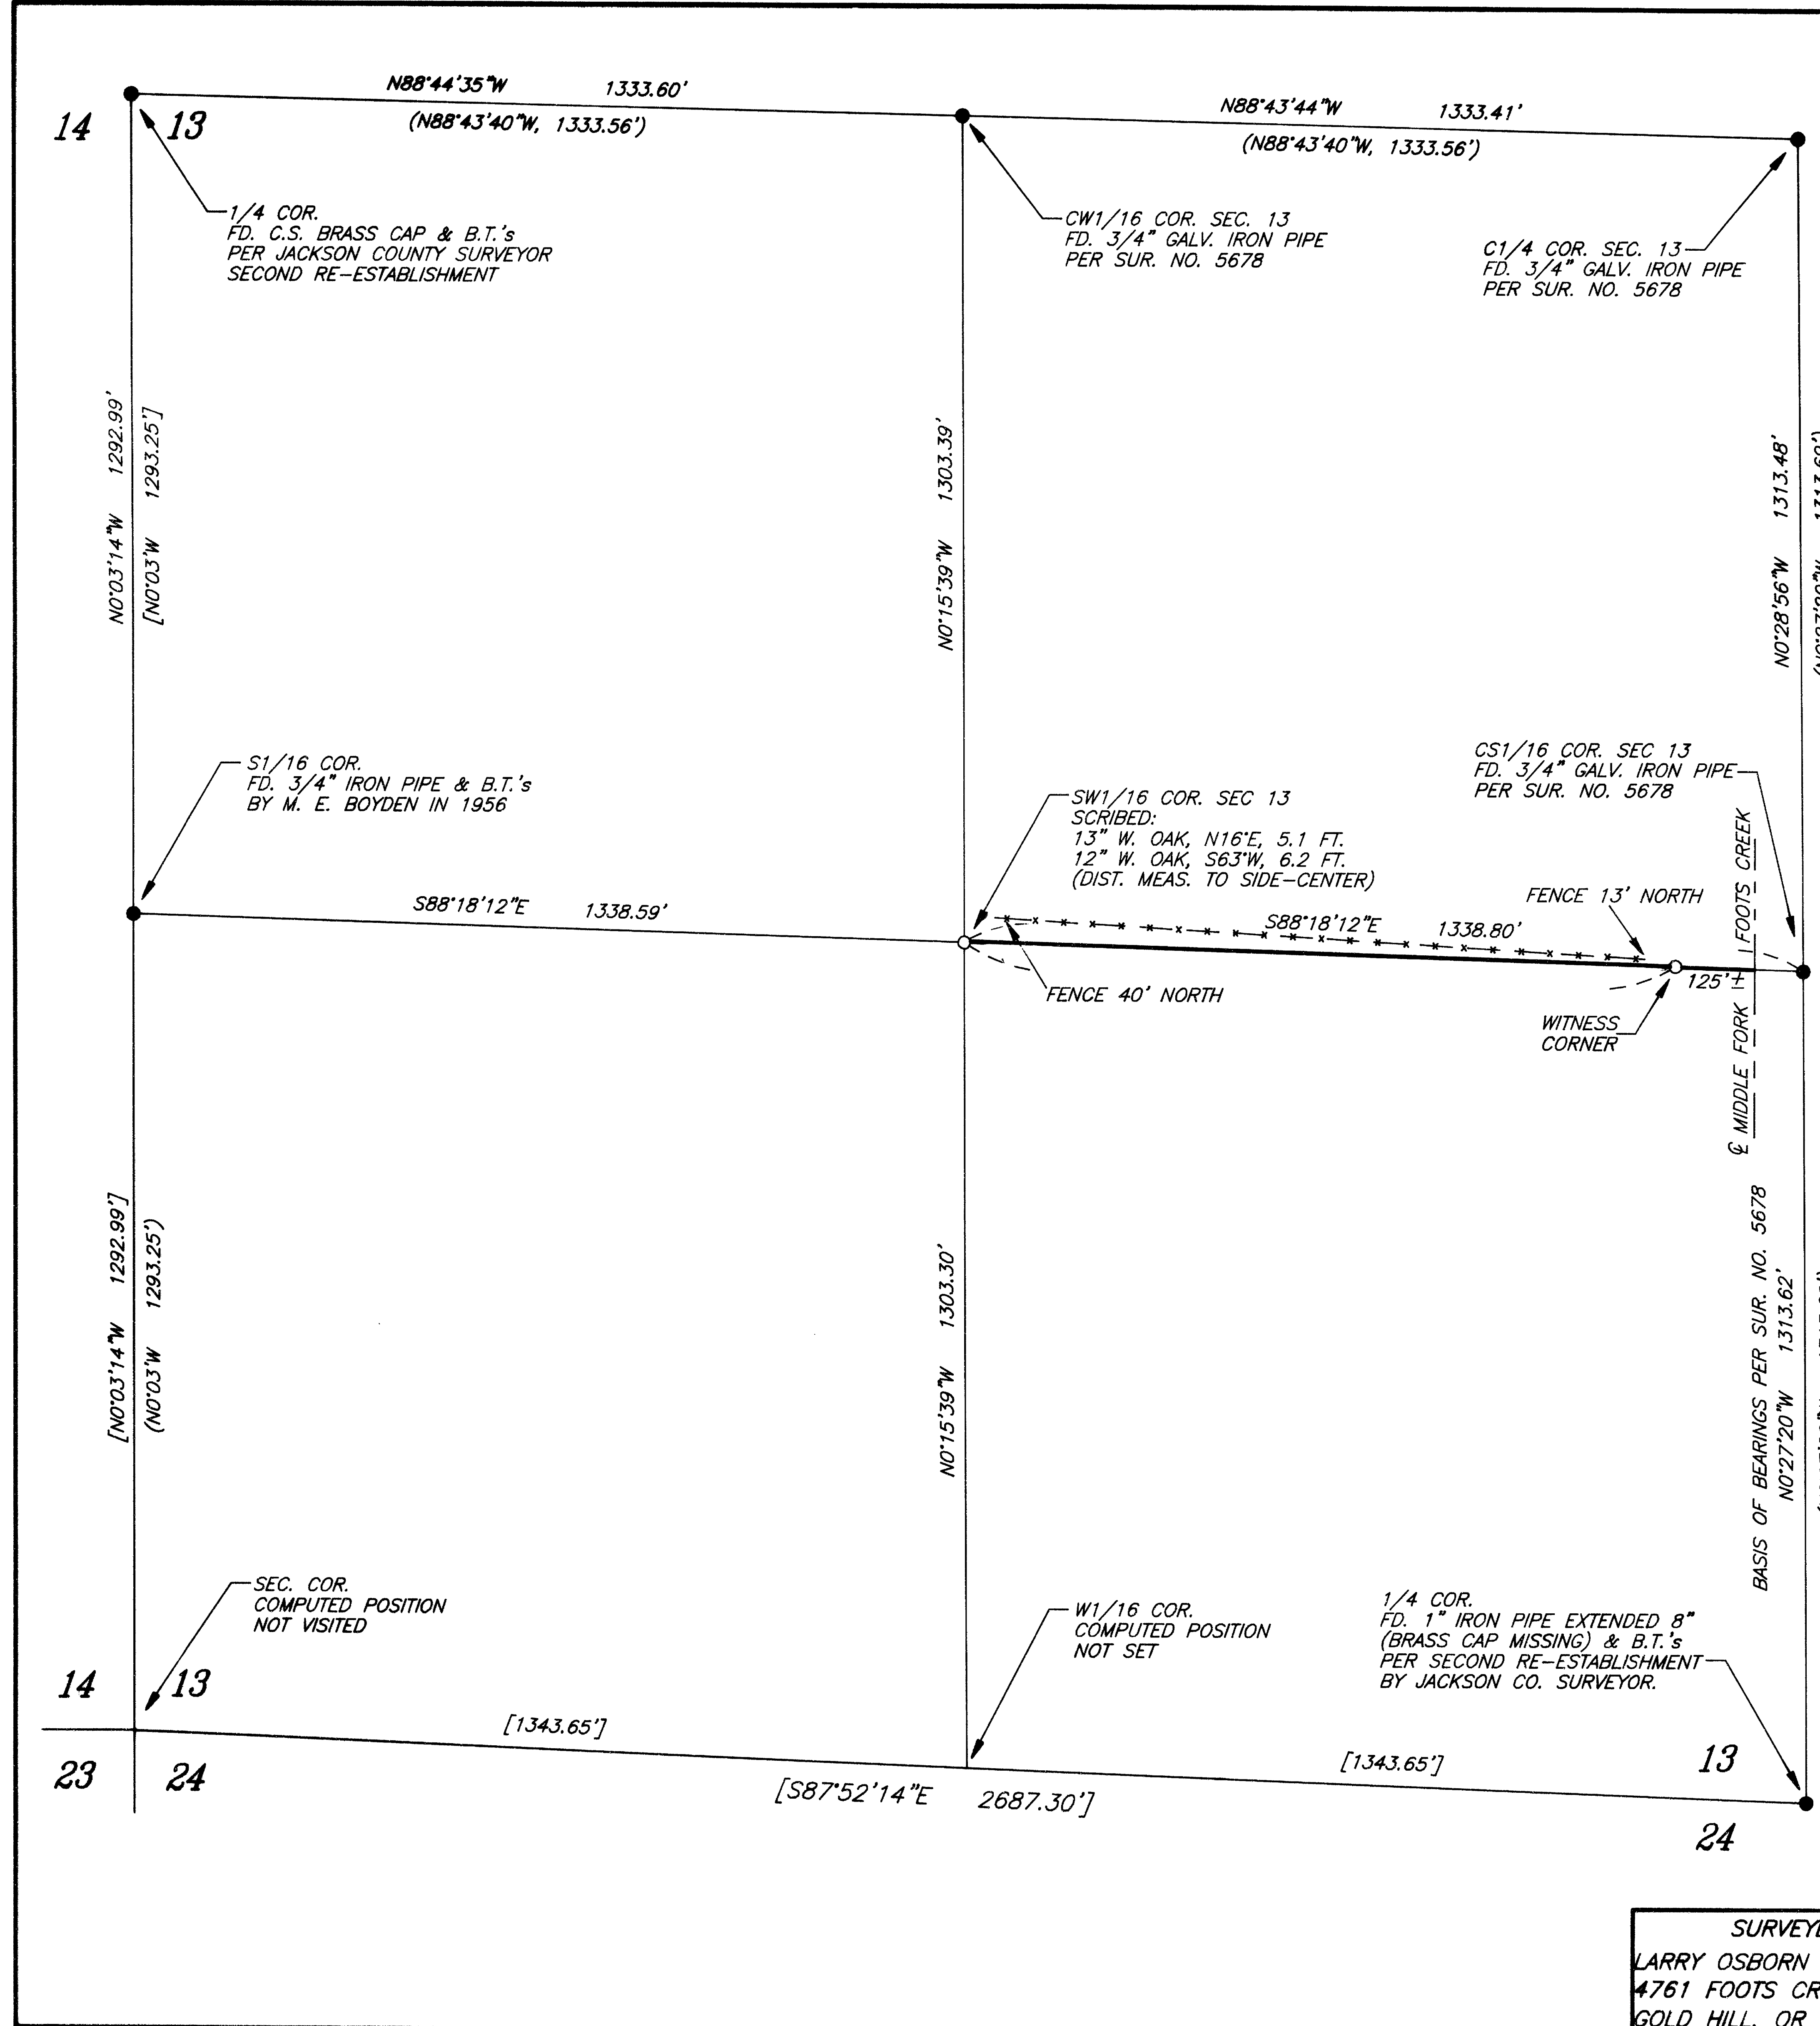 N88°44'35"W 1333.60'
(N88°43'40"W, 1333.56')
N88°43'44"W 1333.41'
(N88°43'40"W, 1333.56')
14
13
1/4 COR.
FD. C.S. BRASS CAP & B.T.'s
PER JACKSON COUNTY SURVEYOR
SECOND RE-ESTABLISHMENT
CW1/16 COR. SEC. 13
FD. 3/4" GALV. IRON PIPE
PER SUR. NO. 5678
C1/4 COR. SEC. 13
FD. 3/4" GALV. IRON PIPE
PER SUR. NO. 5678
N0°03'14"W 1292.99'
[N0°03'W 1293.25']
N0°15'39"W 1303.39'
N0°28'56"W 1313.48'
S1/16 COR.
FD. 3/4" IRON PIPE & B.T.'s
BY M. E. BOYDEN IN 1956
SW1/16 COR. SEC 13
SCRIBED:
13" W. OAK, N16°E, 5.1 FT.
12" W. OAK, S63°W, 6.2 FT.
(DIST. MEAS. TO SIDE-CENTER)
CS1/16 COR. SEC 13
FD. 3/4" GALV. IRON PIPE
PER SUR. NO. 5678
S88°18'12"E 1338.59'
S88°18'12"E 1338.80'
FENCE 13' NORTH
FENCE 40' NORTH
125'±
WITNESS
CORNER
℄ MIDDLE FORK FOOTS CREEK
[N0°03'14"W 1292.99']
(N0°03'W 1293.25')
N0°15'39"W 1303.30'
BASIS OF BEARINGS PER SUR. NO. 5678
N0°27'20"W 1313.62'
SEC. COR.
COMPUTED POSITION
NOT VISITED
W1/16 COR.
COMPUTED POSITION
NOT SET
1/4 COR.
FD. 1" IRON PIPE EXTENDED 8"
(BRASS CAP MISSING) & B.T.'s
PER SECOND RE-ESTABLISHMENT
BY JACKSON CO. SURVEYOR.
14
13
[1343.65']
[1343.65']
13
23
24
[S87°52'14"E 2687.30']
24
LARRY OSBORN
4761 FOOTS
GOLD HILL, OR